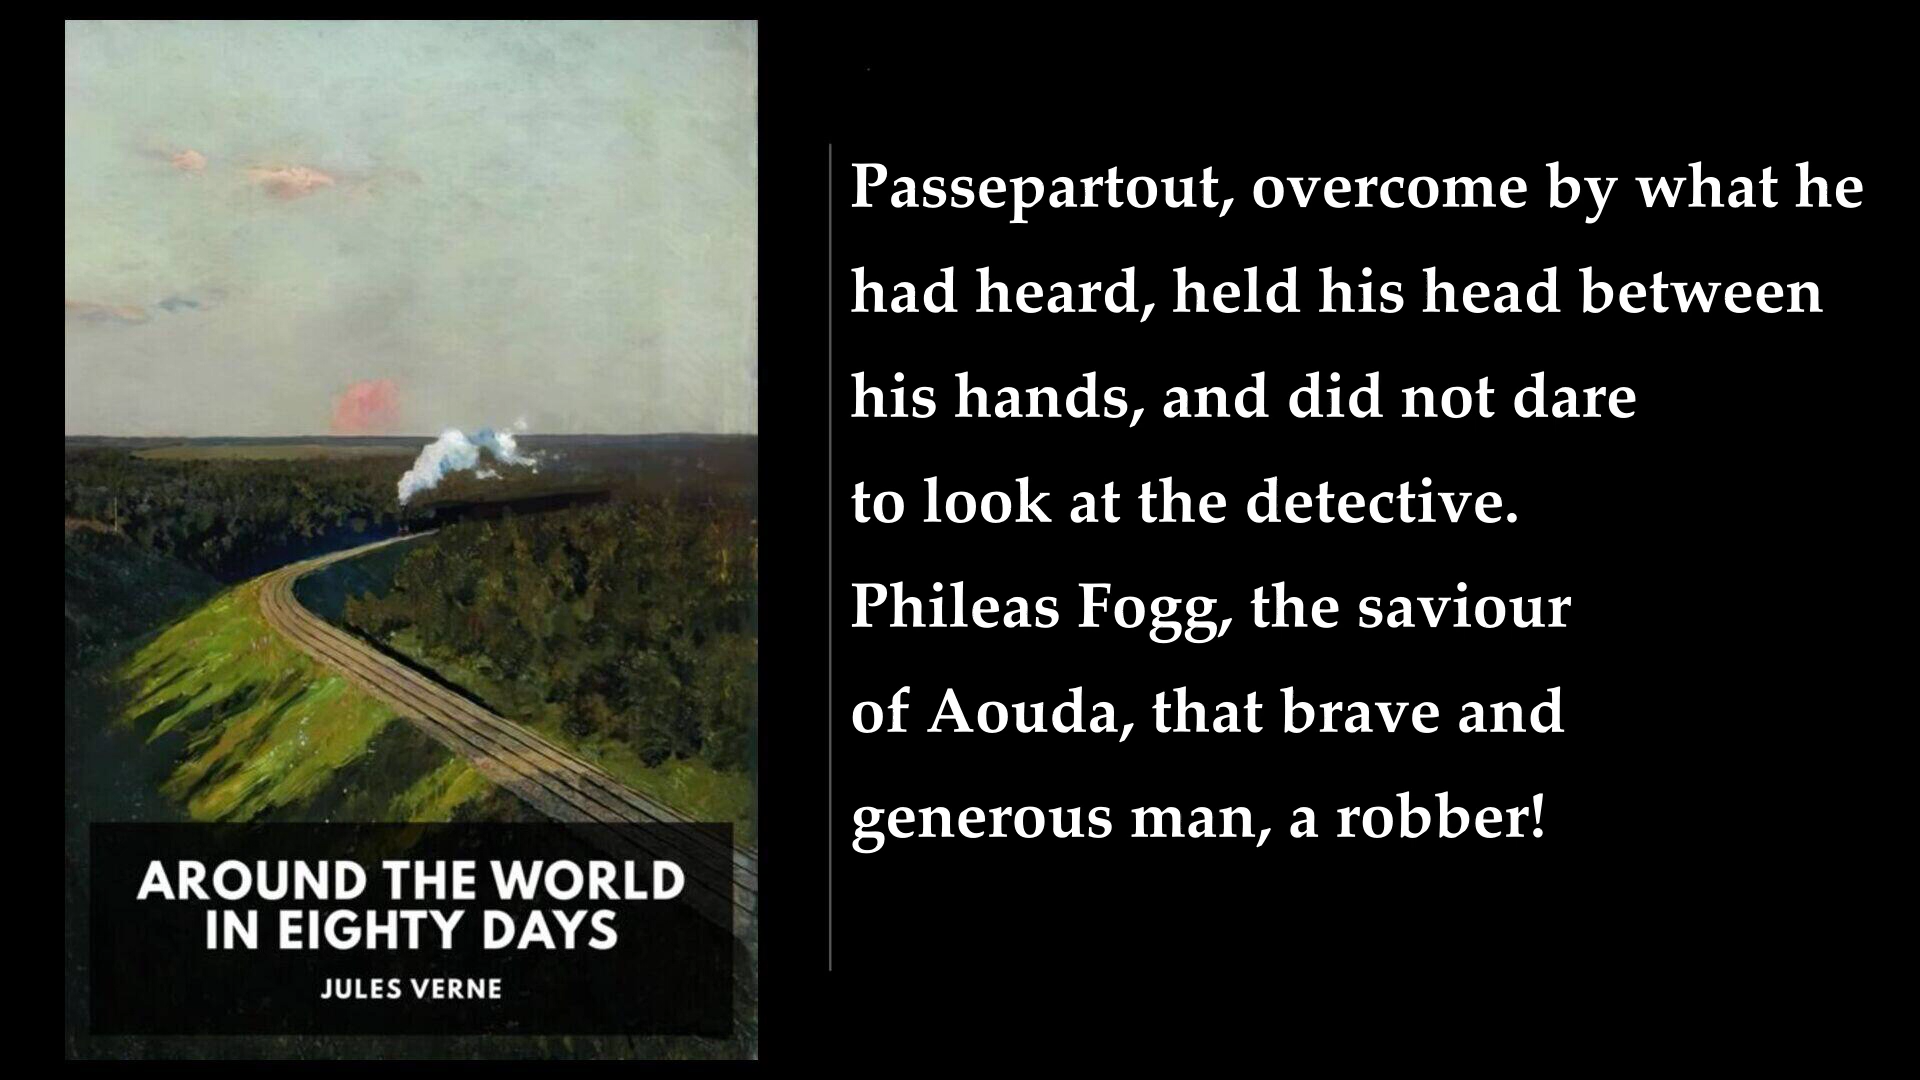 Passepartout, overcome by what he
had heard, held his head between
his hands, and did not dare
to look at the detective.
Phileas Fogg, the saviour
of Aouda, that brave and
generous man, a robber!
AROUND THE WORLD
IN EIGHTY DAYS
JULES VERNE